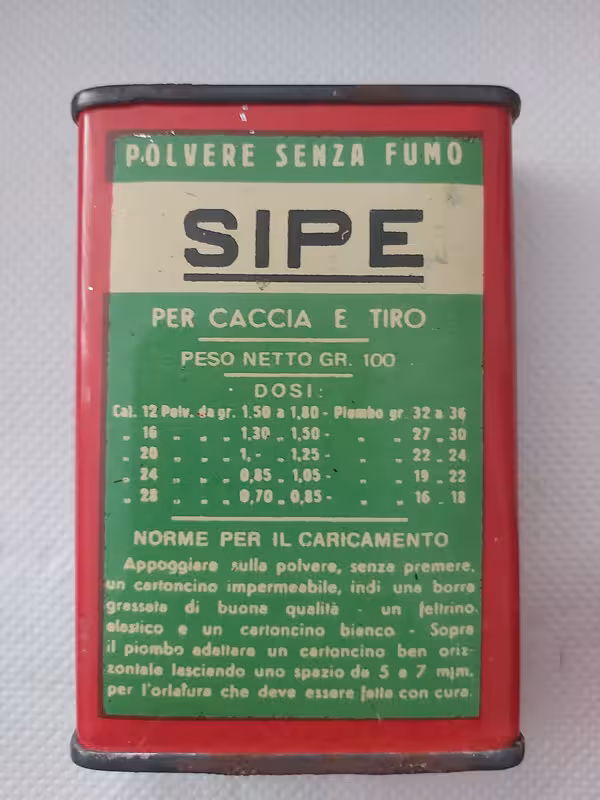 POLVERE SENZA FUMO
SIPE
PER CACCIA E TIRO
PESO NETTO GR. 100
DOSI:
Cal. 12 Polv. da gr. 1,50 a 1,80 - Piombo gr. 32 a 36
„ 16 „ „ „ 1,30 „ 1,50 - „ „ 27 „ 30
„ 20 „ „ „ 1,- „ 1,25 - „ „ 22 „ 24
„ 24 „ „ „ 0,85 „ 1,05 - „ „ 19 „ 22
„ 28 „ „ „ 0,70 „ 0,85 - „ „ 16 „ 18
NORME PER IL CARICAMENTO
Appoggiare sulla polvere, senza premere,
un cartoncino impermeabile, indi una borra
grassata di buona qualità - un feltrino
elastico e un cartoncino bianco - Sopra
il piombo adattare un cartoncino ben oriz-
zontale lasciando uno spazio da 5 a 7 m|m.
per l'orlatura che deve essere fatta con cura.